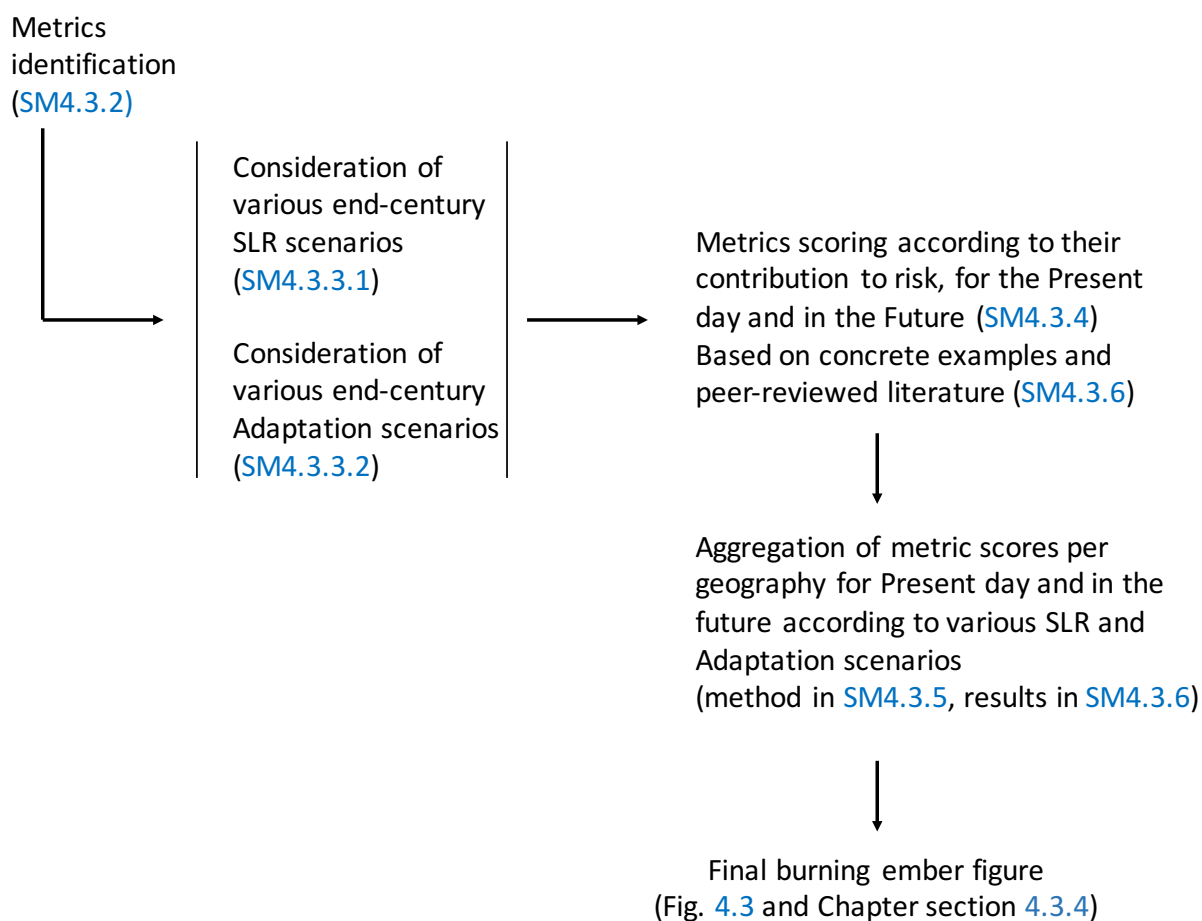 Metrics
identification
(SM4.3.2)
Consideration of
various end-century
SLR scenarios
(SM4.3.3.1)
Consideration of
various end-century
Adaptation scenarios
(SM4.3.3.2)
Metrics scoring according to their
contribution to risk, for the Present
day and in the Future (SM4.3.4)
Based on concrete examples and
peer-reviewed literature (SM4.3.6)
Aggregation of metric scores per
geography for Present day and in the
future according to various SLR and
Adaptation scenarios
(method in SM4.3.5, results in SM4.3.6)
Final burning ember figure
(Fig. 4.3 and Chapter section 4.3.4)